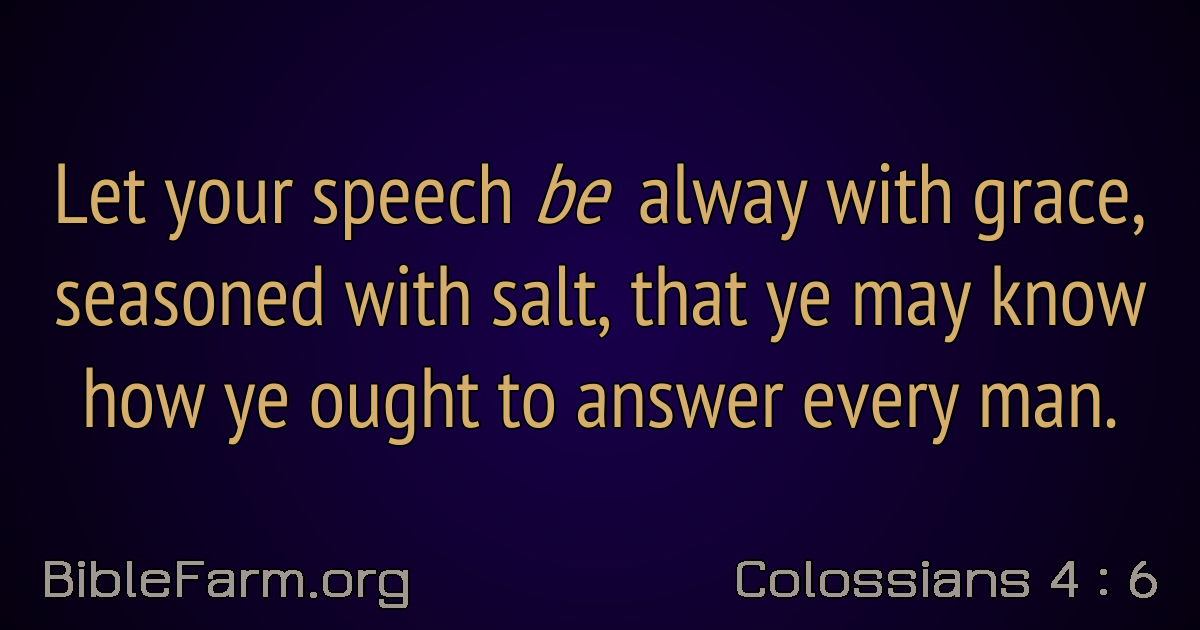 Let your speech be alway with grace,
seasoned with salt, that ye may know
how ye ought to answer every man.
BibleFarm.org
Colossians 4 : 6